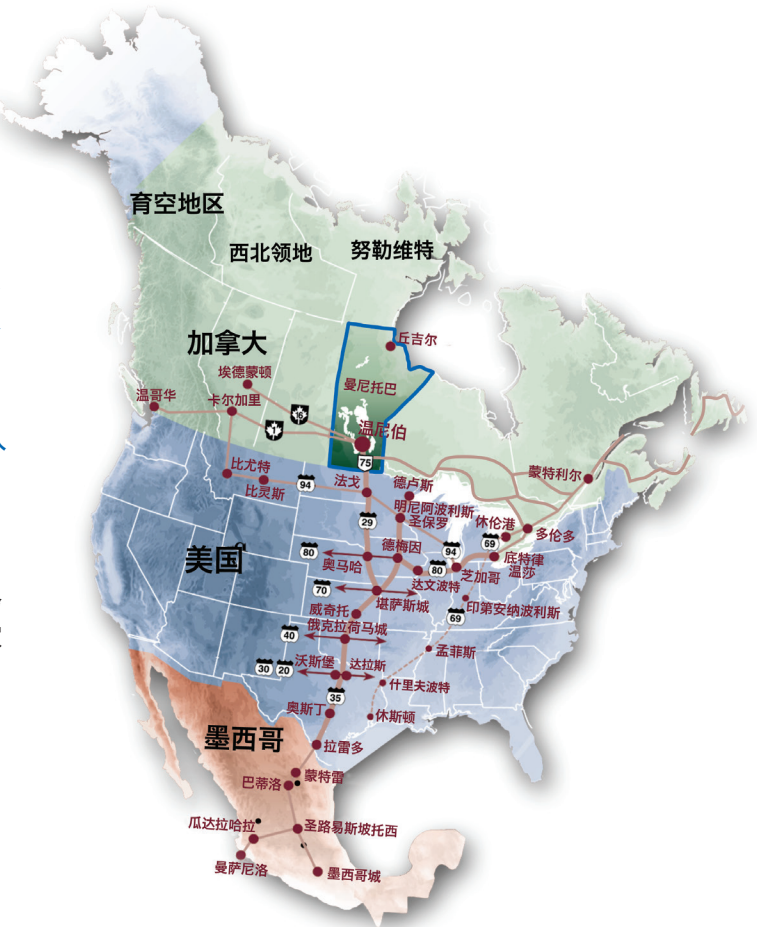 育空地区
西北领地
努勒维特
丘吉尔
加拿大
埃德蒙顿
曼尼托巴
温哥华
卡尔加里
16
1
温尼伯
75
比尤特
比灵斯
94
法戈
德卢斯
蒙特利尔
明尼阿波利斯
圣保罗
29
休伦港
多伦多
69
德梅因
94
底特律
温莎
美国
80
奥马哈
80
芝加哥
达文波特
70
堪萨斯城
印第安纳波利斯
威奇托
69
俄克拉荷马城
40
孟菲斯
沃斯堡
达拉斯
30
20
什里夫波特
35
奥斯丁
休斯顿
墨西哥
拉雷多
蒙特雷
巴蒂洛
瓜达拉哈拉
圣路易斯坡托西
曼萨尼洛
墨西哥城